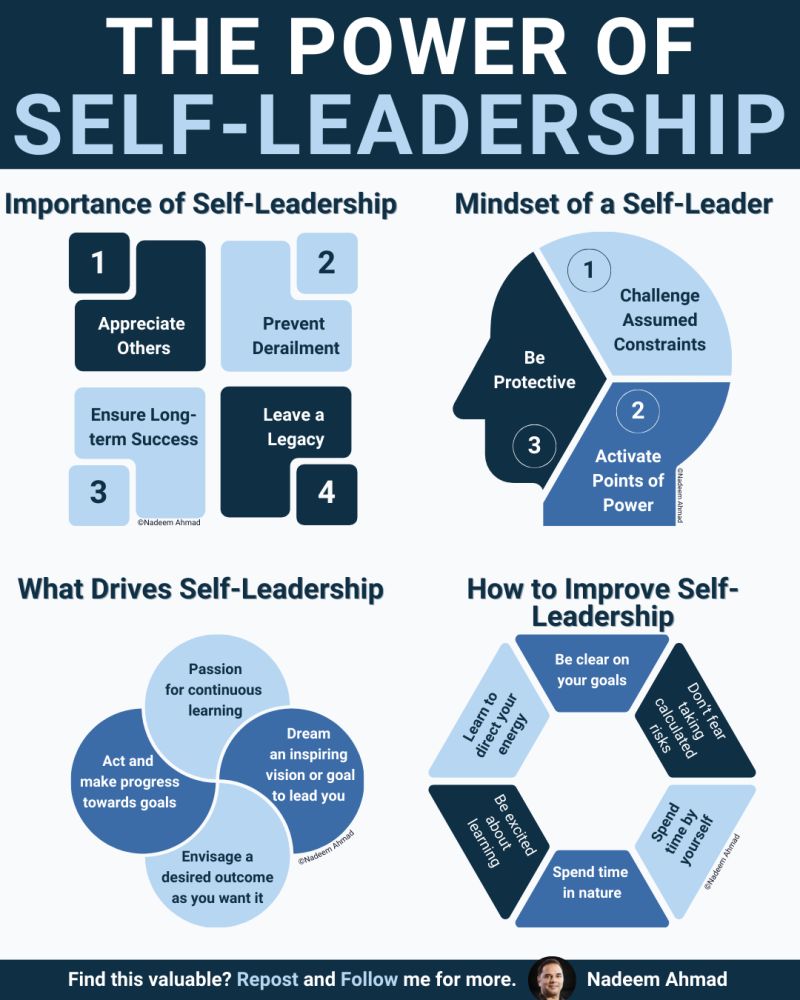 THE POWER OF
SELF-LEADERSHIP
Importance of Self-Leadership
1
Appreciate
Others
2
Prevent
Derailment
Ensure Long-
term Success
3
Leave a
Legacy
4
©Nadeem Ahmad
Mindset of a Self-Leader
1
Challenge
Assumed
Constraints
2
Activate
Points of
Power
Be
Protective
3
©Nadeem Ahmad
What Drives Self-Leadership
Passion
for continuous
learning
Dream
an inspiring
vision or goal
to lead you
Envisage a
desired outcome
as you want it
Act and
make progress
towards goals
©Nadeem Ahmad
How to Improve Self-
Leadership
Be clear on
your goals
Don't fear
taking
calculated
risks
Spend
time by
yourself
Spend time
in nature
Be excited
about
learning
Learn to
direct your
energy
©Nadeem Ahmad
Find this valuable? Repost and Follow me for more.
Nadeem Ahmad